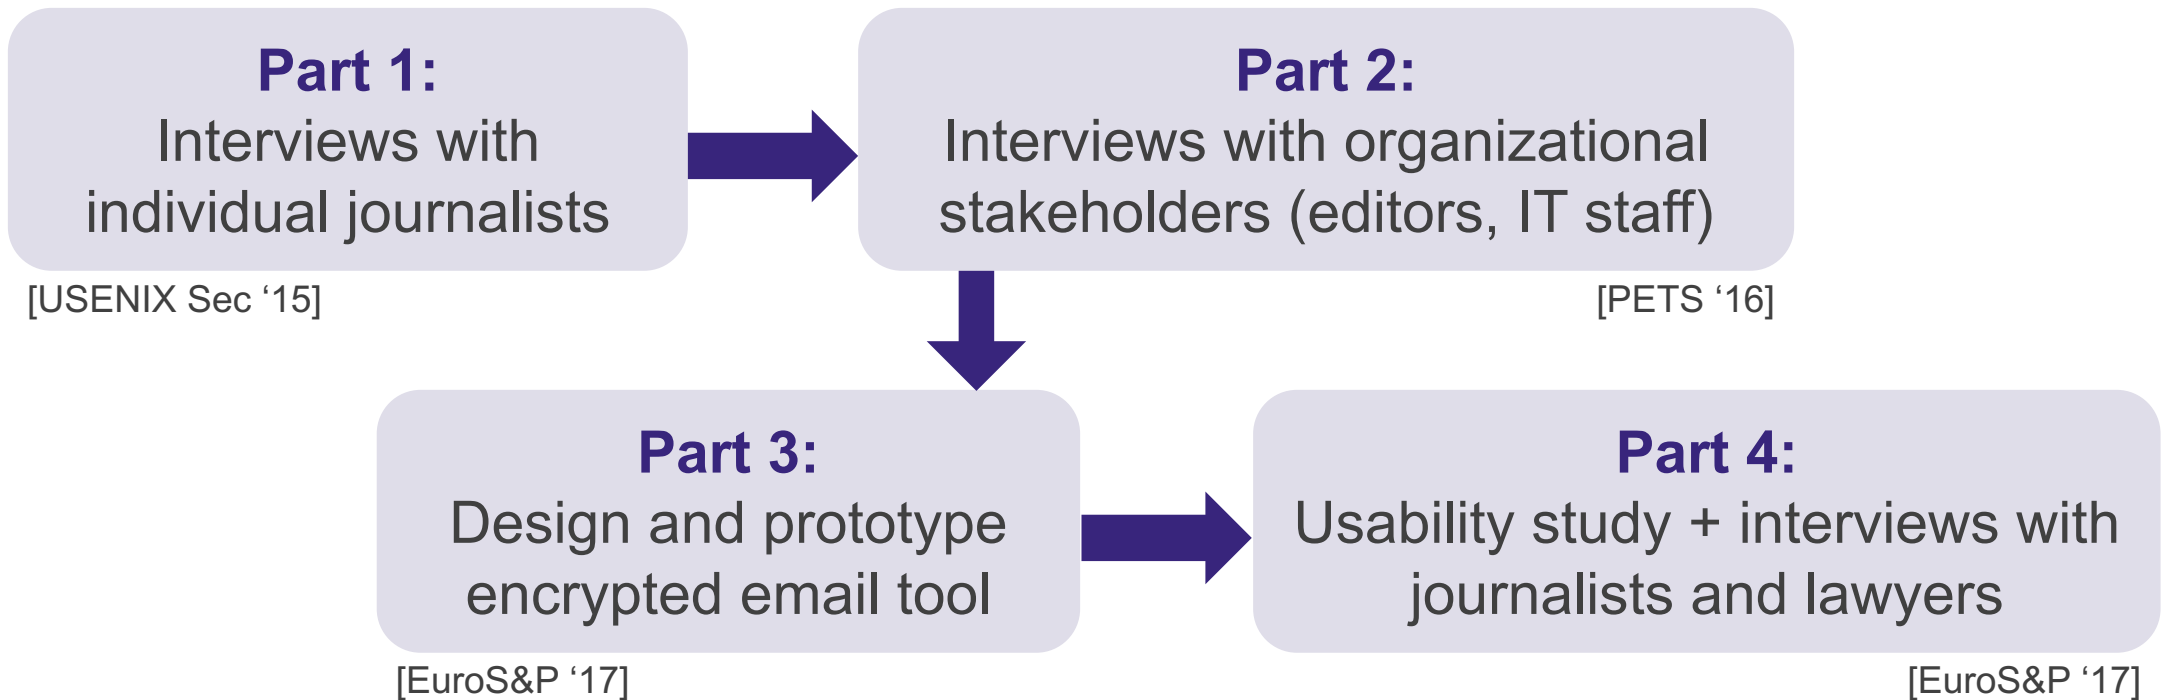 Part 1:
Interviews with
individual journalists
[USENIX Sec ‘15]
Part 2:
Interviews with organizational
stakeholders (editors, IT staff)
[PETS ‘16]
Part 3:
Design and prototype
encrypted email tool
[EuroS&P ‘17]
Part 4:
Usability study + interviews with
journalists and lawyers
[EuroS&P ‘17]